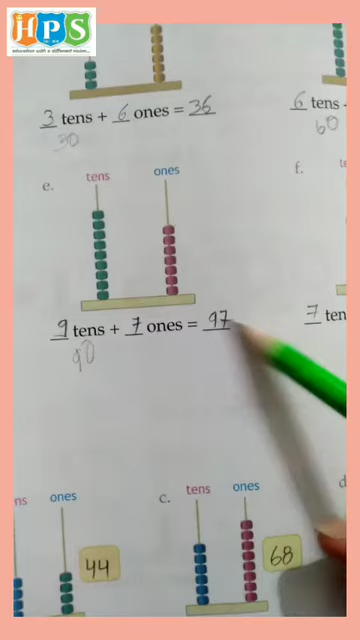 HPS
education with a different vision...
3 tens + 6 ones = 36
30
6 tens
60
e.
tens
ones
f.
9 tens + 7 ones = 97
90
7 ten
ns
ones
44
c.
tens
ones
68
d